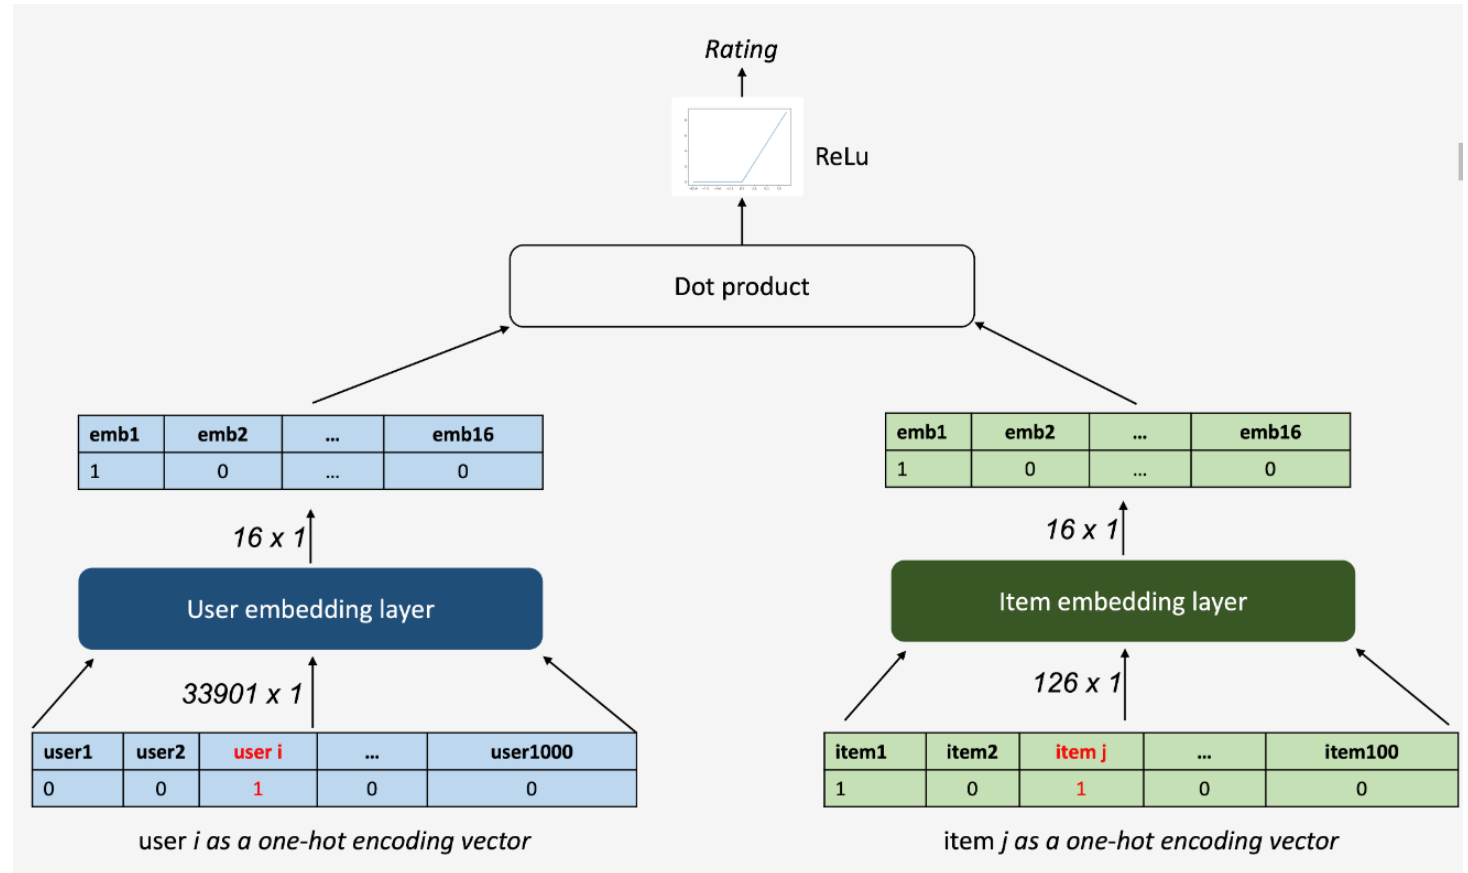 Rating
ReLu
Dot product
emb1 emb2 ... emb16
1 0 ... 0
emb1 emb2 ... emb16
1 0 ... 0
16 x 1
16 x 1
User embedding layer
Item embedding layer
33901 x 1
126 x 1
user1 user2 user i ... user1000
0 0 1 0 0
item1 item2 item j ... item100
1 0 1 0 0
user i as a one-hot encoding vector
item j as a one-hot encoding vector